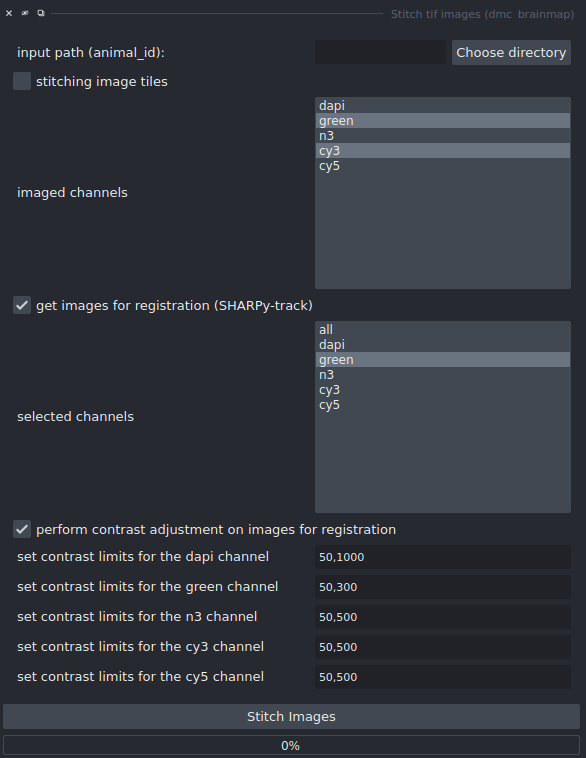 Stitch tif images (dmc_brainmap)
input path (animal_id):
Choose directory
stitching image tiles
imaged channels
dapi
green
n3
cy3
cy5
get images for registration (SHARPy-track)
selected channels
all
dapi
green
n3
cy3
cy5
perform contrast adjustment on images for registration
set contrast limits for the dapi channel
50,1000
set contrast limits for the green channel
50,300
set contrast limits for the n3 channel
50,500
set contrast limits for the cy3 channel
50,500
set contrast limits for the cy5 channel
50,500
Stitch Images
0%